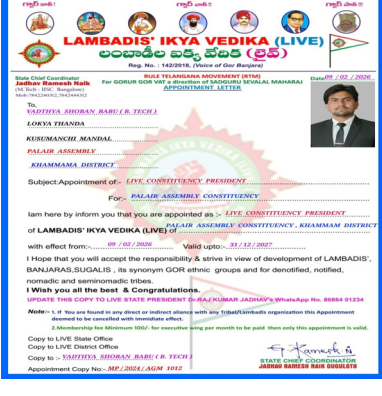 గ్వార్ వాక్ !!
గ్వార్ వాక్ !!
గ్వార్ వాక్ !!
LAMBADIS' IKYA VEDIKA (LIVE)
లంబాడీల ఐక్య వేదిక (లైవ్)
Reg. No. : 142/2018, (Voice of Gor Banjara)
State Chief Coordinator
Jadhav Ramesh Naik
(M.Tech - IISC Bangalore)
RULE TELANGANA MOVEMENT (RTM)
For GORUR GOR VAT a direction of SADGURU SEVALAL MAHARAJ
APPOINTMENT LETTER
Date 09 / 02 / 2026
To,
VADTHYA SHOBAN BABU ( B. TECH )
LOKYA THANDA
KUSUMANCHI MANDAL
PALAIR ASSEMBLY
KHAMMAMA DISTRICT
Subject:Appointment of:- LIVE CONSTITUENCY PRESIDENT
For:- PALAIR ASSEMBLY CONSTITUENCY
Iam here by inform you that you are appointed as :- LIVE CONSTITUENCY PRESIDENT
of LAMBADIS' IKYA VEDIKA (LIVE) of PALAIR ASSEMBLY CONSTITUENCY , KHAMMAM DISTRICT
with effect from:- 09 / 02 / 2026 Valid upto:- 31 / 12 / 2027
I Hope that you will accept the responsibility & strive in view of development of LAMBADIS',
BANJARAS,SUGALIS , its synonym GOR ethnic groups and for denotified, notified,
nomadic and seminomadic tribes.
I Wish you all the best & Congratulations.
UPDATE THIS COPY TO LIVE STATE PRESIDENT Dr.RAJ KUMAR JADHAV's WhatsApp No. 86864 01234
Note:- 1. If You are found in any direct or indirect aliance with any Tribal/Lambadis organization this Appointment
deemed to be cancelled with immediate effect.
2.Membership fee Minimum 100/- for executive wing per month to be paid then only this appointment is valid.
Copy to LIVE State Office
Copy to LIVE District Office
Copy to :- VADTHYA SHOBAN BABU ( B. TECH )
Appointment Copy No:- MP / 2024 / AGM 1012
G. Ramesh N
STATE CHIEF COORDINATOR
JADHAV RAMESH NAIK GUGULOTH